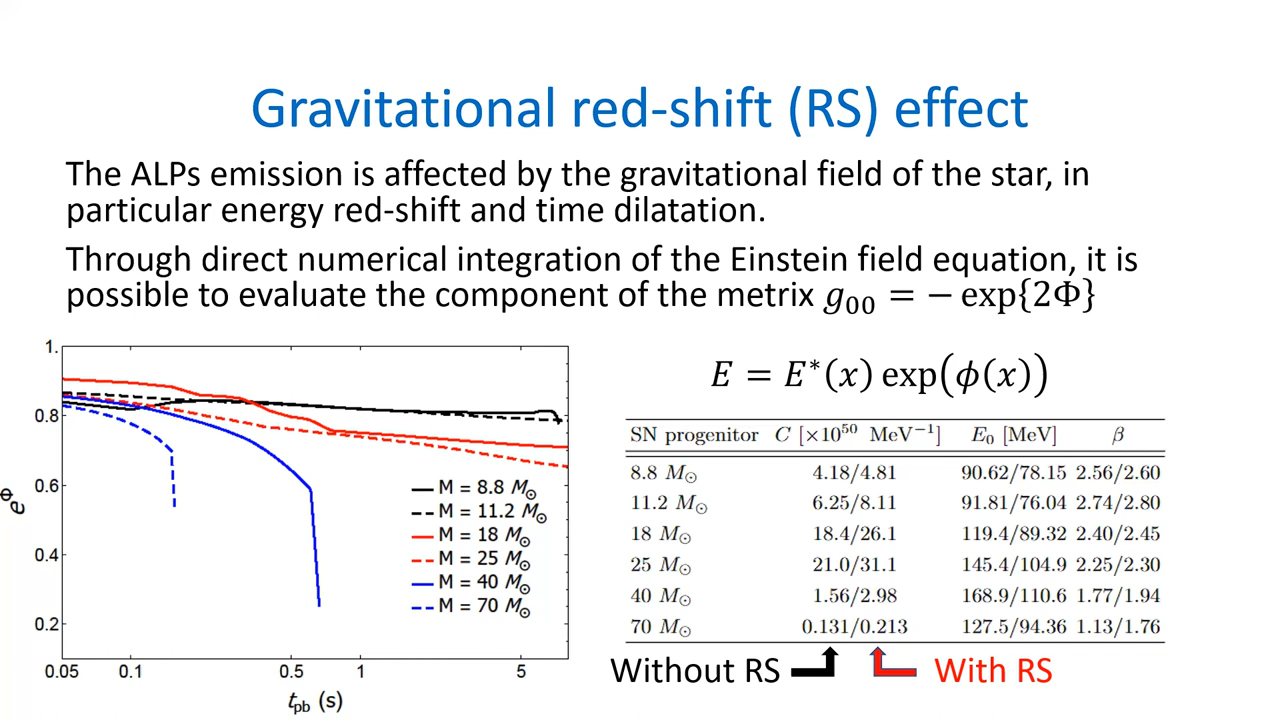 Gravitational red-shift (RS) effect
The ALPs emission is affected by the gravitational field of the star, in
particular energy red-shift and time dilatation.
Through direct numerical integration of the Einstein field equation, it is
possible to evaluate the component of the metrix g₀₀ = − exp{2Φ}
E = E*(x) exp(ϕ(x))
1.
0.8
0.6
0.4
0.2
e^Φ
0.05 0.1 0.5 1 5
t_pb (s)
M = 8.8 M⊙
M = 11.2 M⊙
M = 18 M⊙
M = 25 M⊙
M = 40 M⊙
M = 70 M⊙
SN progenitor C [×10⁵⁰ MeV⁻¹] E₀ [MeV] β
8.8 M⊙ 4.18/4.81 90.62/78.15 2.56/2.60
11.2 M⊙ 6.25/8.11 91.81/76.04 2.74/2.80
18 M⊙ 18.4/26.1 119.4/89.32 2.40/2.45
25 M⊙ 21.0/31.1 145.4/104.9 2.25/2.30
40 M⊙ 1.56/2.98 168.9/110.6 1.77/1.94
70 M⊙ 0.131/0.213 127.5/94.36 1.13/1.76
Without RS With RS